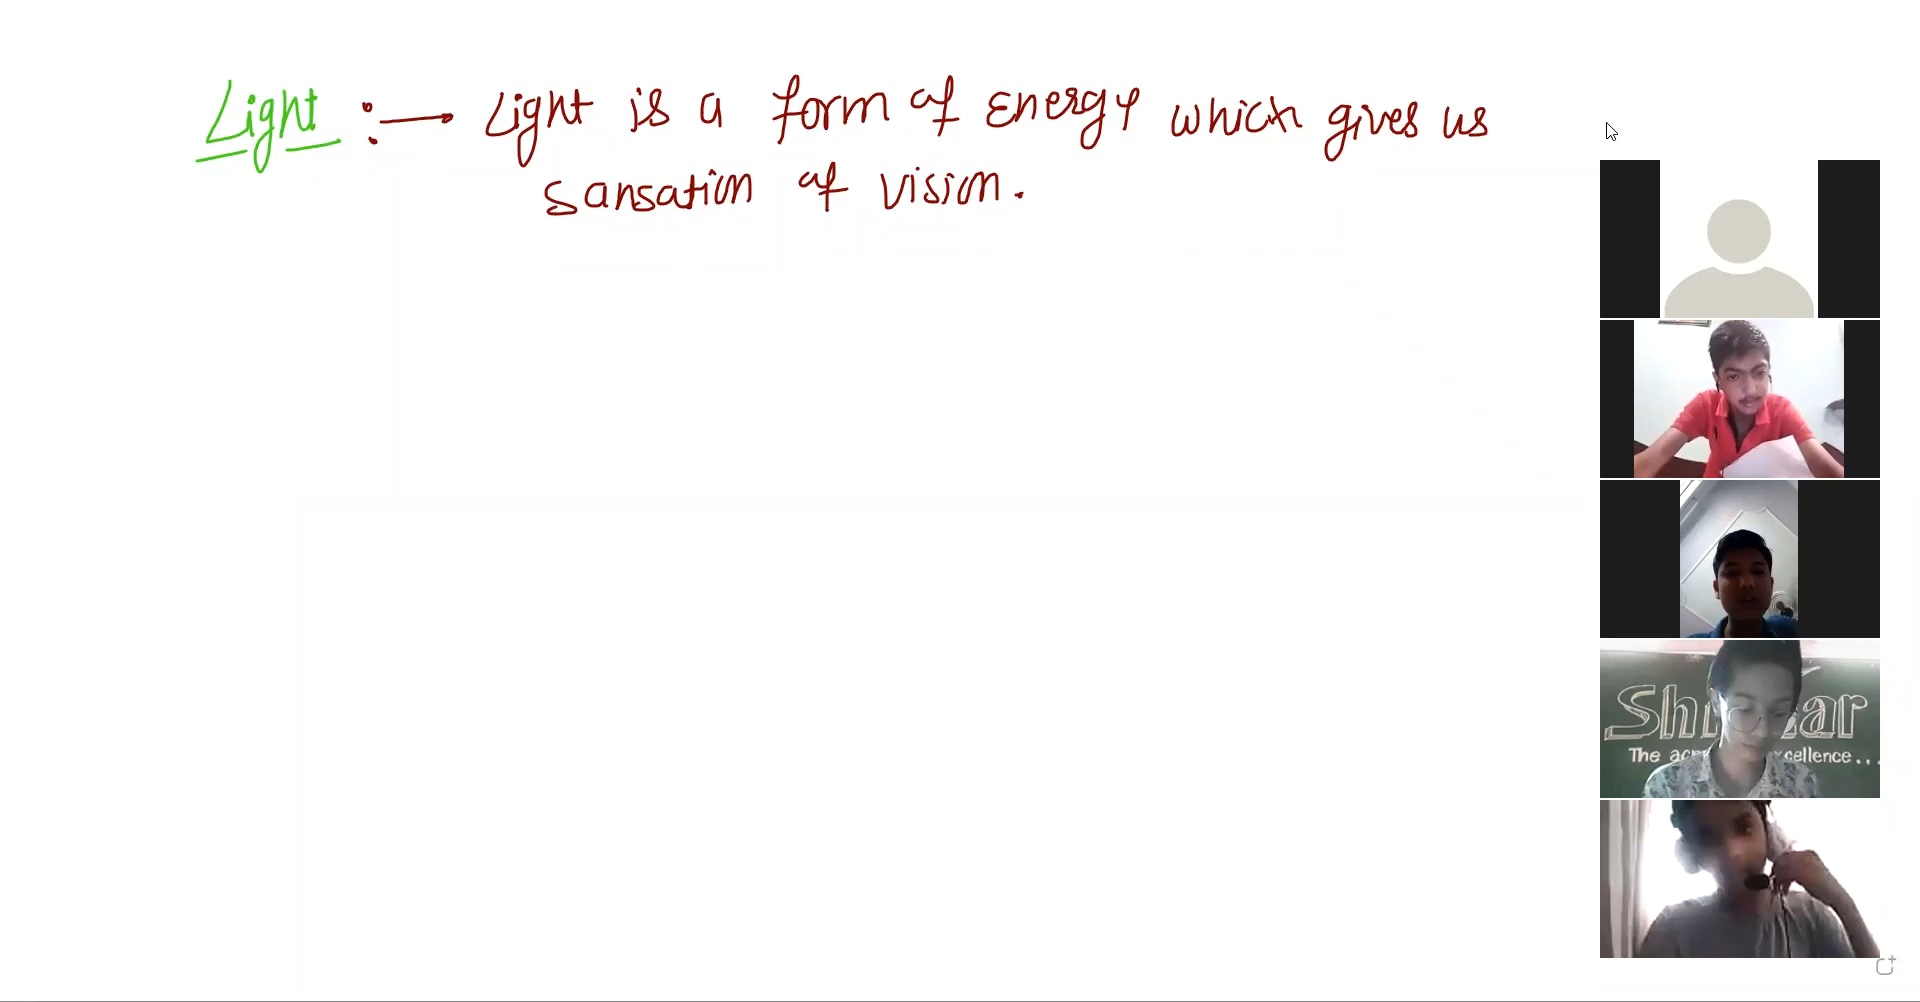 Light :→ Light is a form of Energy which gives us
Sansation of vision.
Sh ar
The ac cellence...